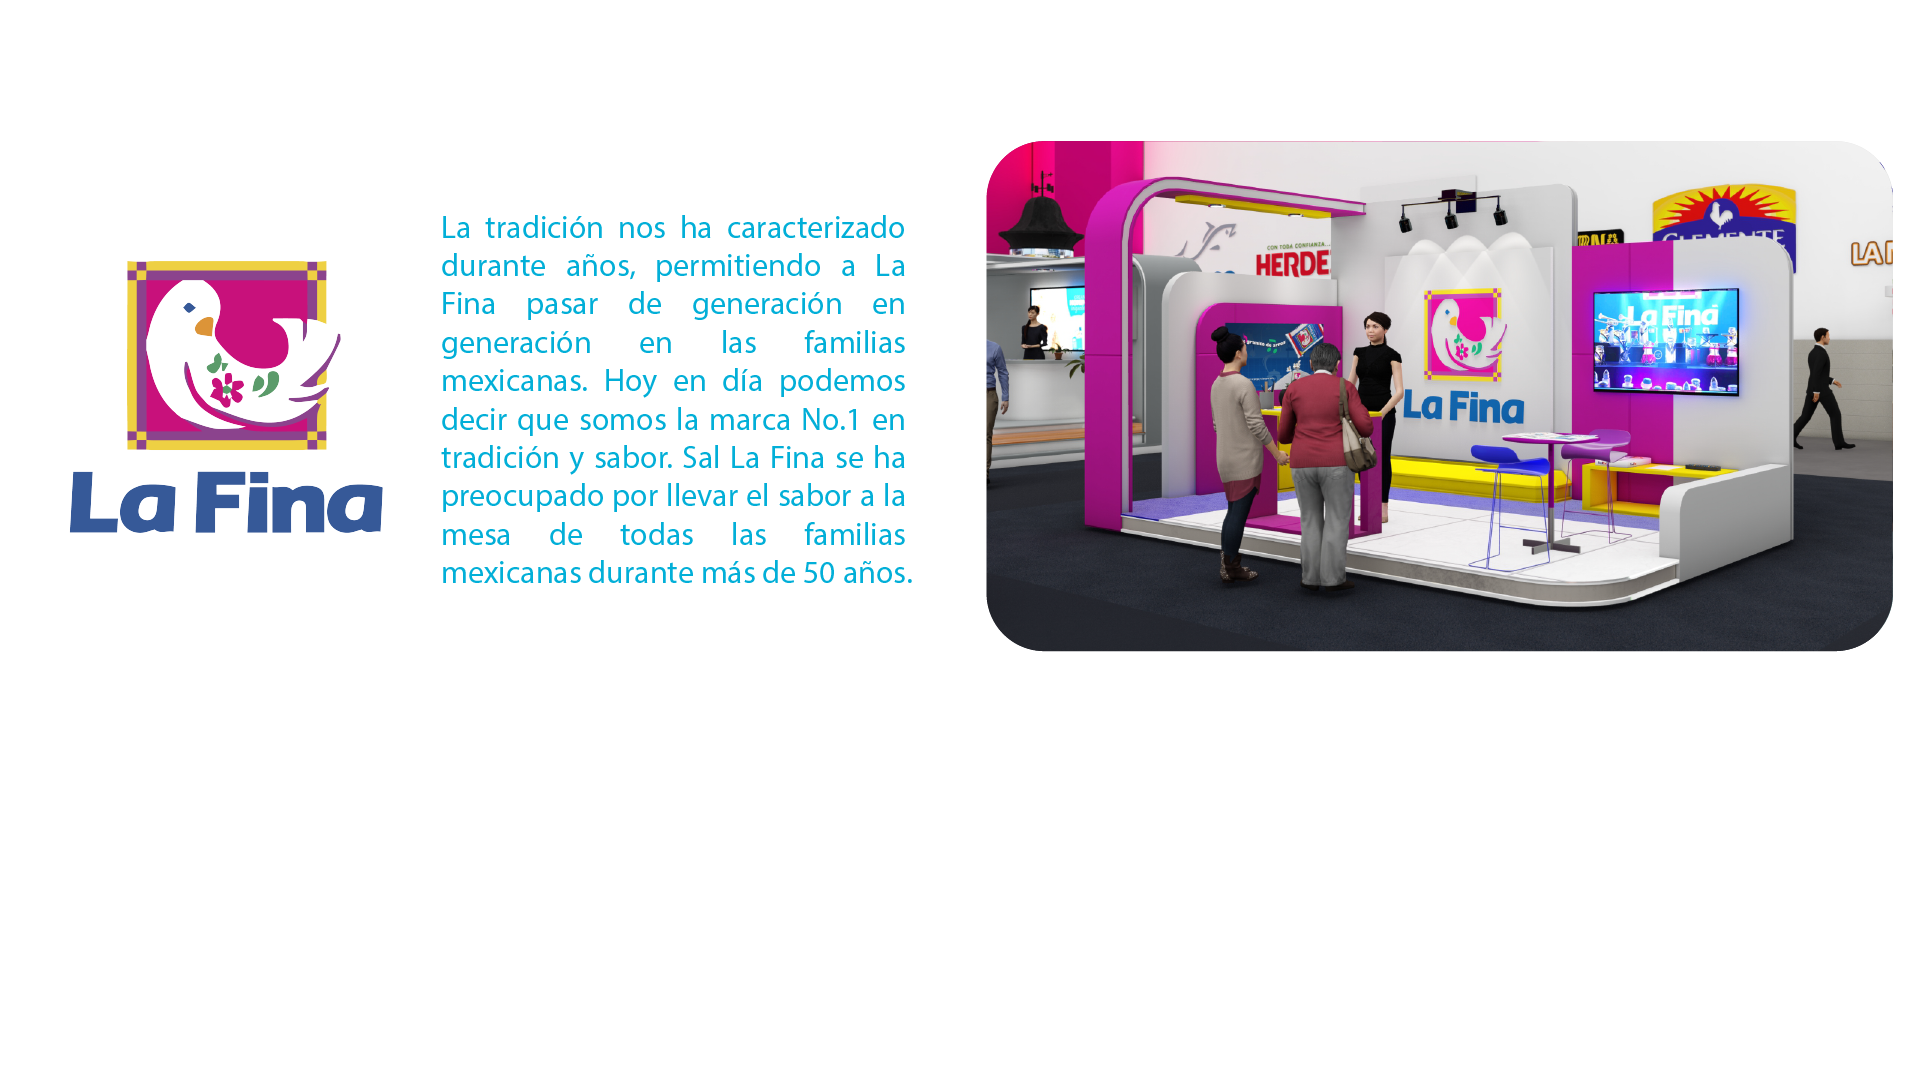 La Fina
La tradición nos ha caracterizado
durante años, permitiendo a La
Fina pasar de generación en
generación en las familias
mexicanas. Hoy en día podemos
decir que somos la marca No.1 en
tradición y sabor. Sal La Fina se ha
preocupado por llevar el sabor a la
mesa de todas las familias
mexicanas durante más de 50 años.
CON TODA CONFIANZA...
HERDE
CLEMENTE
LA
La Fina
La Fina